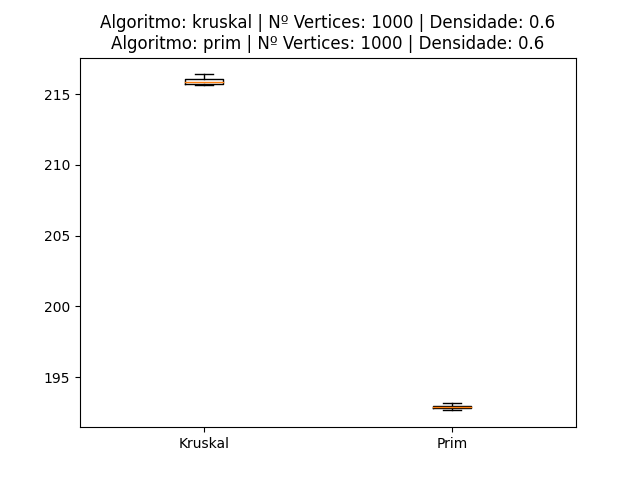 Algoritmo: kruskal | Nº Vertices: 1000 | Densidade: 0.6
Algoritmo: prim | Nº Vertices: 1000 | Densidade: 0.6
215
210
205
200
195
Kruskal
Prim